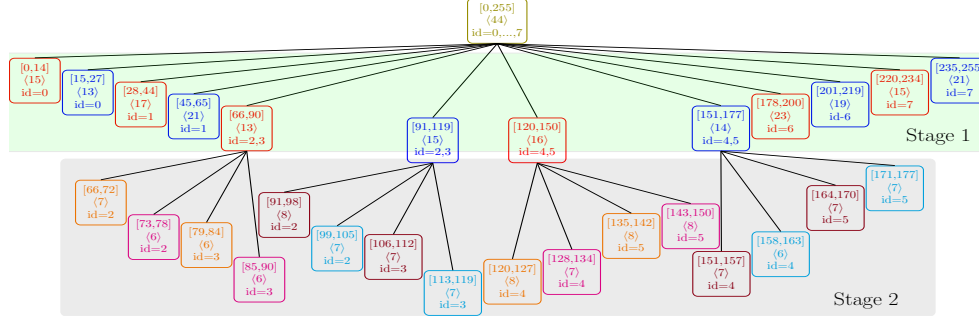 [0,255]
⟨44⟩
id=0,...,7
[0,14]
⟨15⟩
id=0
[15,27]
⟨13⟩
id=0
[28,44]
⟨17⟩
id=1
[45,65]
⟨21⟩
id=1
[66,90]
⟨13⟩
id=2,3
[91,119]
⟨15⟩
id=2,3
[120,150]
⟨16⟩
id=4,5
[151,177]
⟨14⟩
id=4,5
[178,200]
⟨23⟩
id=6
[201,219]
⟨19⟩
id-6
[220,234]
⟨15⟩
id=7
[235,255]
⟨21⟩
id=7
Stage 1
[66,72]
⟨7⟩
id=2
[73,78]
⟨6⟩
id=2
[79,84]
⟨6⟩
id=3
[85,90]
⟨6⟩
id=3
[91,98]
⟨8⟩
id=2
[99,105]
⟨7⟩
id=2
[106,112]
⟨7⟩
id=3
[113,119]
⟨7⟩
id=3
[120,127]
⟨8⟩
id=4
[128,134]
⟨7⟩
id=4
[135,142]
⟨8⟩
id=5
[143,150]
⟨8⟩
id=5
[151,157]
⟨7⟩
id=4
[158,163]
⟨6⟩
id=4
[164,170]
⟨7⟩
id=5
[171,177]
⟨7⟩
id=5
Stage 2